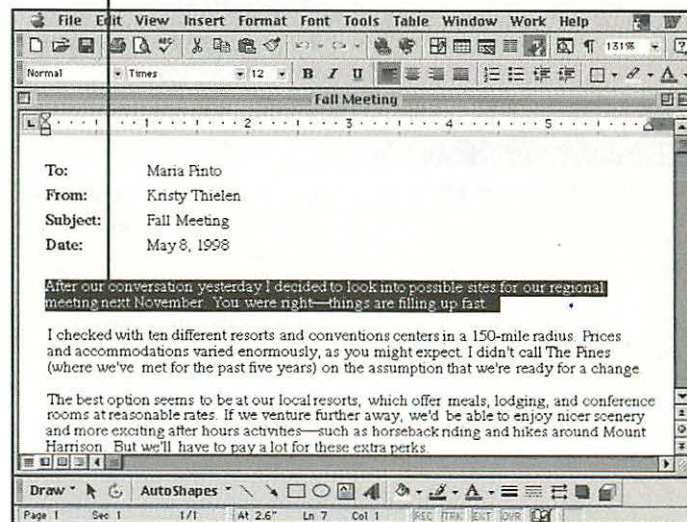 File Edit View Insert Format Font Tools Table Window Work Help
131%
Normal Times 12 B I U
Fall Meeting
1 2 3 4 5
To: Maria Pinto
From: Kristy Thielen
Subject: Fall Meeting
Date: May 8, 1998
After our conversation yesterday I decided to look into possible sites for our regional
meeting next November. You were right—things are filling up fast.
I checked with ten different resorts and conventions centers in a 150-mile radius. Prices
and accommodations varied enormously, as you might expect. I didn't call The Pines
(where we've met for the past five years) on the assumption that we're ready for a change.
The best option seems to be at our local resorts, which offer meals, lodging, and conference
rooms at reasonable rates. If we venture further away, we'd be able to enjoy nicer scenery
and more exciting after hours activities—such as horseback riding and hikes around Mount
Harrison. But we'll have to pay a lot for these extra perks.
Draw AutoShapes
Page 1 Sec 1 1/1 At 2.6" Ln 7 Col 1 REC TRK EXT OVR